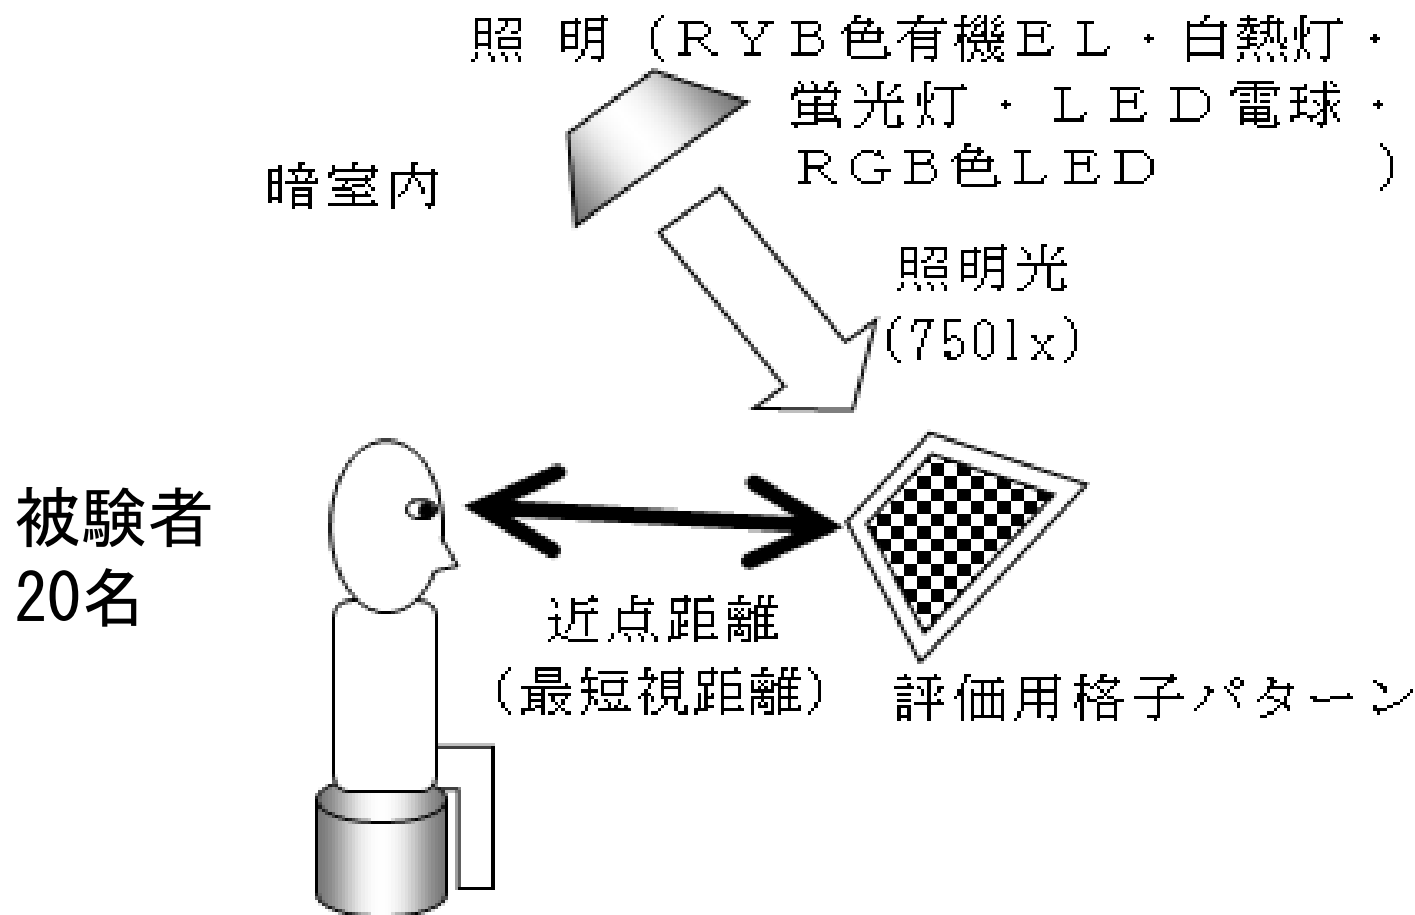 照 明（ＲＹＢ色有機ＥＬ・白熱灯・
蛍光灯・ＬＥＤ電球・
ＲＧＢ色ＬＥＤ　　　）
暗室内
照明光
(750lx)
被験者
20名
近点距離
(最短視距離)
評価用格子パターン